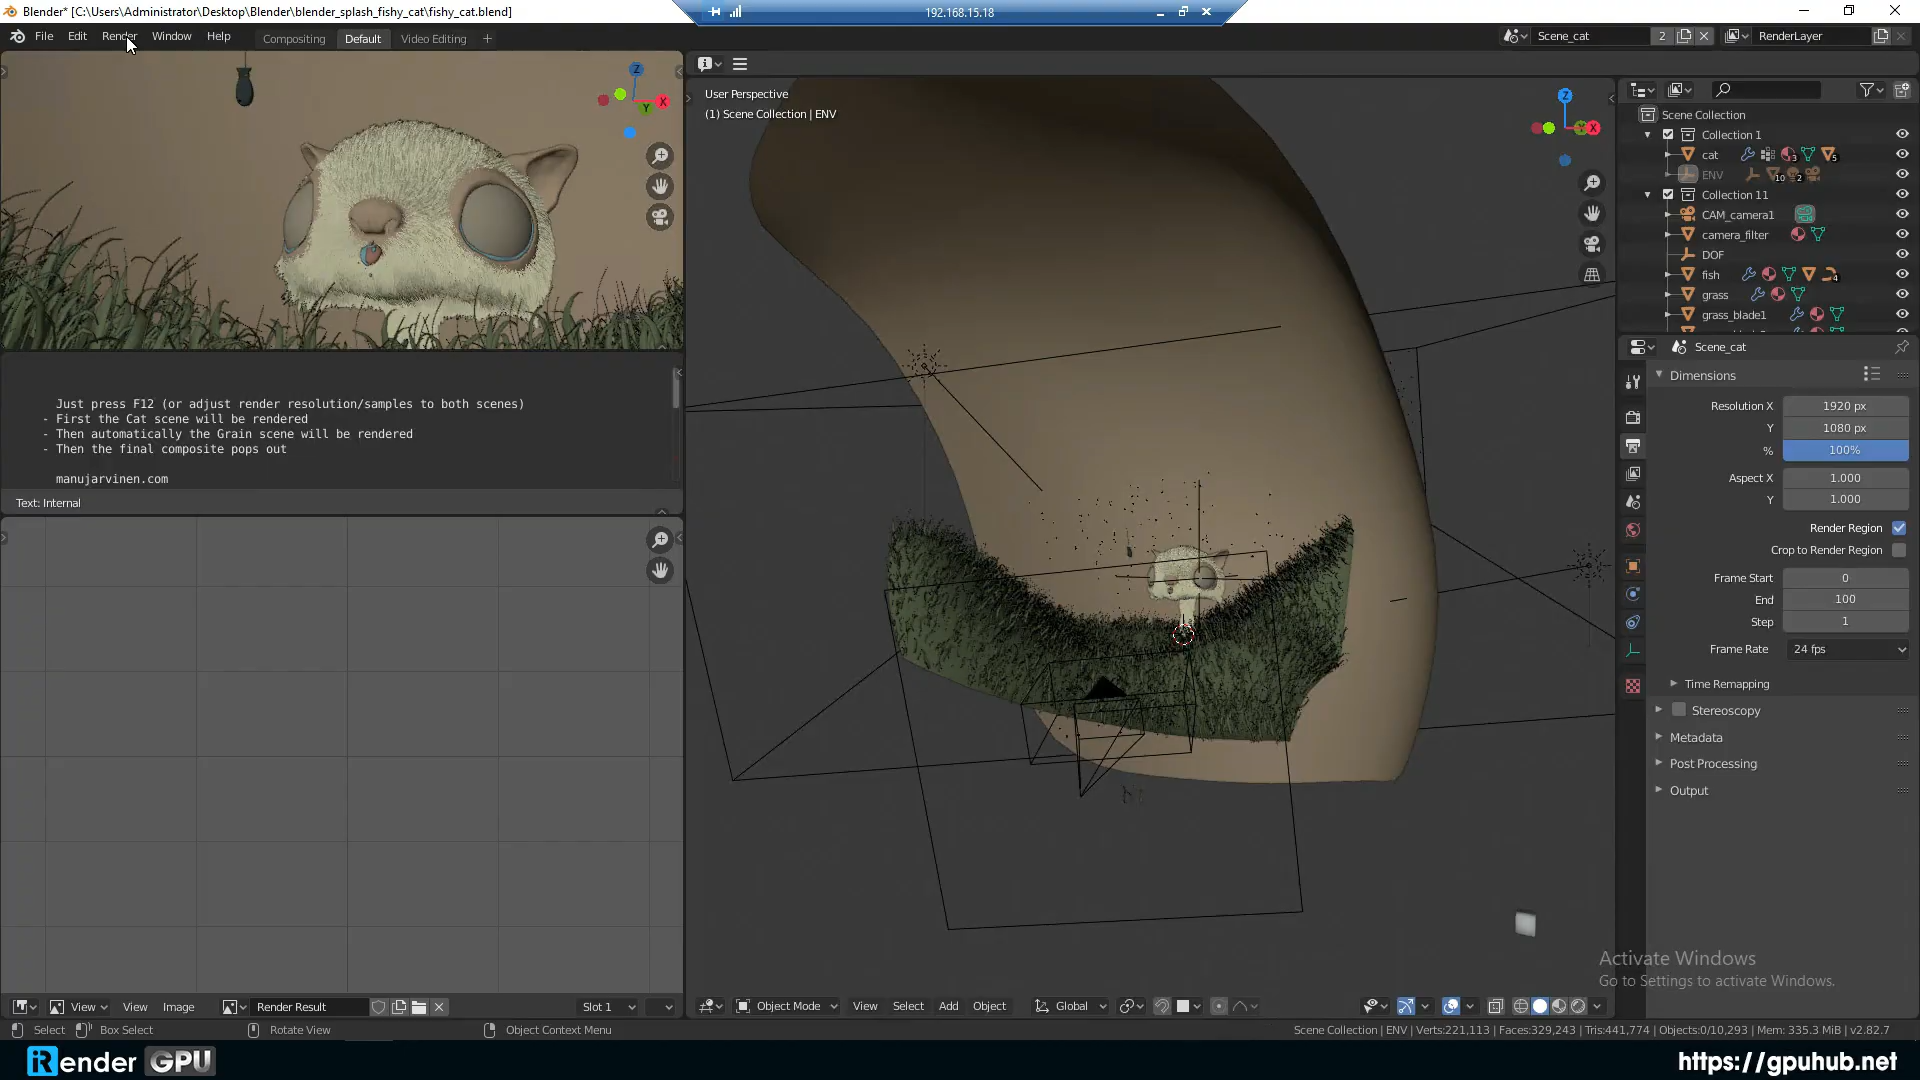 Blender* [C:\Users\Administrator\Desktop\Blender\blender_splash_fishy_cat\fishy_cat.blend]
192.168.15.18
File Edit Render Window Help
Compositing Default Video Editing
Scene_cat 2
RenderLayer
Z
Y
X
User Perspective
(1) Scene Collection | ENV
Z
Y
X
Scene Collection
Collection 1
cat 3 5
ENV 10 2
Collection 11
CAM_camera1
camera_filter
DOF
fish 4
grass
grass_blade1
Just press F12 (or adjust render resolution/samples to both scenes)
- First the Cat scene will be rendered
- Then automatically the Grain scene will be rendered
- Then the final composite pops out
manujarvinen.com
Text: Internal
Scene_cat
Dimensions
Resolution X 1920 px
Y 1080 px
% 100%
Aspect X 1.000
Y 1.000
Render Region
Crop to Render Region
Frame Start 0
End 100
Step 1
Frame Rate 24 fps
Time Remapping
Stereoscopy
Metadata
Post Processing
Output
Activate Windows
Go to Settings to activate Windows.
View View Image Render Result Slot 1
Object Mode View Select Add Object Global
Select Box Select Rotate View Object Context Menu
Scene Collection | ENV | Verts:221,113 | Faces:329,243 | Tris:441,774 | Objects:0/10,293 | Mem: 335.3 MiB | v2.82.7
iRender GPU
https://gpuhub.net